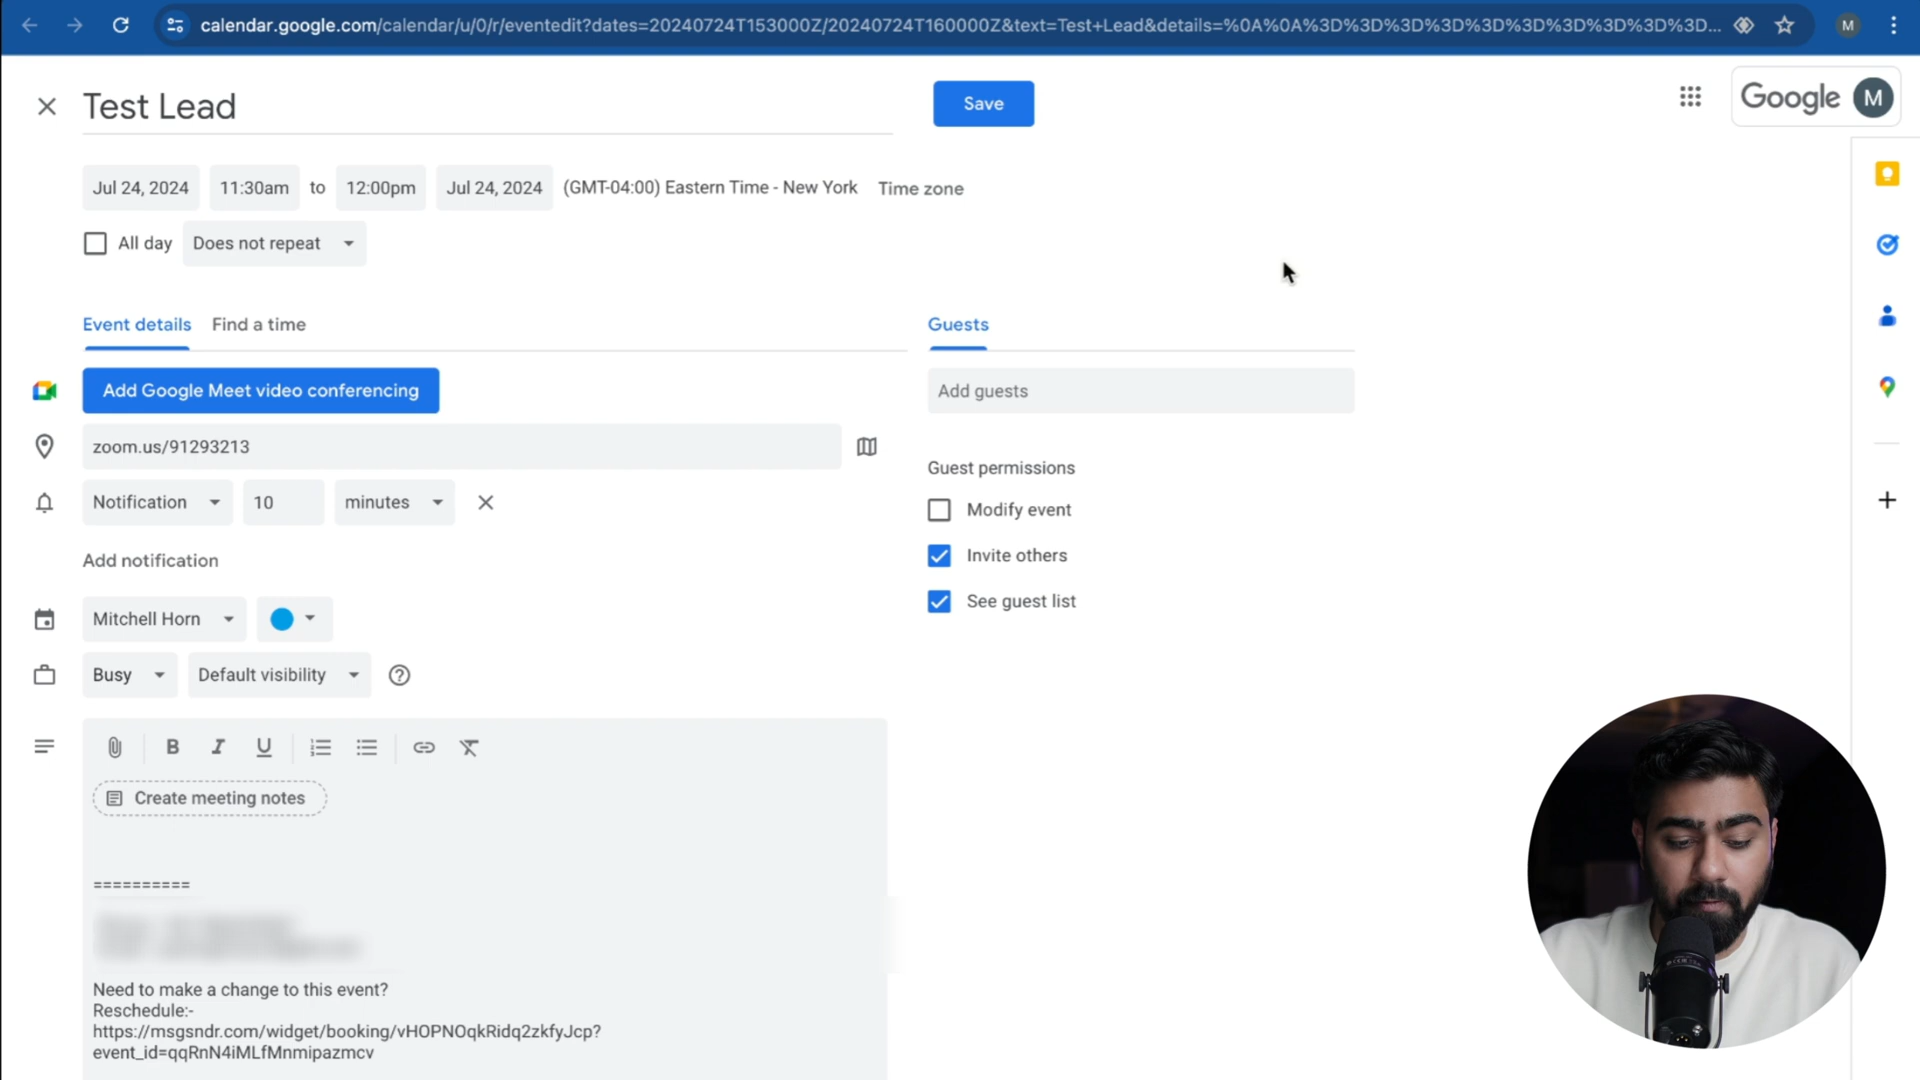 calendar.google.com/calendar/u/0/r/eventedit?dates=20240724T153000Z/20240724T160000Z&text=Test+Lead&details=%0A%0A%3D%3D%3D%3D%3D%3D%3D%3D%3D%3D...
M
Test Lead
Save
Google
M
Jul 24, 2024
11:30am
to
12:00pm
Jul 24, 2024
(GMT-04:00) Eastern Time - New York
Time zone
All day
Does not repeat
Event details
Find a time
Guests
Add Google Meet video conferencing
Add guests
zoom.us/91293213
Guest permissions
Notification
10
minutes
Modify event
Add notification
Invite others
See guest list
Mitchell Horn
Busy
Default visibility
B
I
U
Create meeting notes
==========
Need to make a change to this event?
Reschedule:-
https://msgsndr.com/widget/booking/vHOPNOqkRidq2zkfyJcp?
event_id=qqRnN4iMLfMnmipazmcv